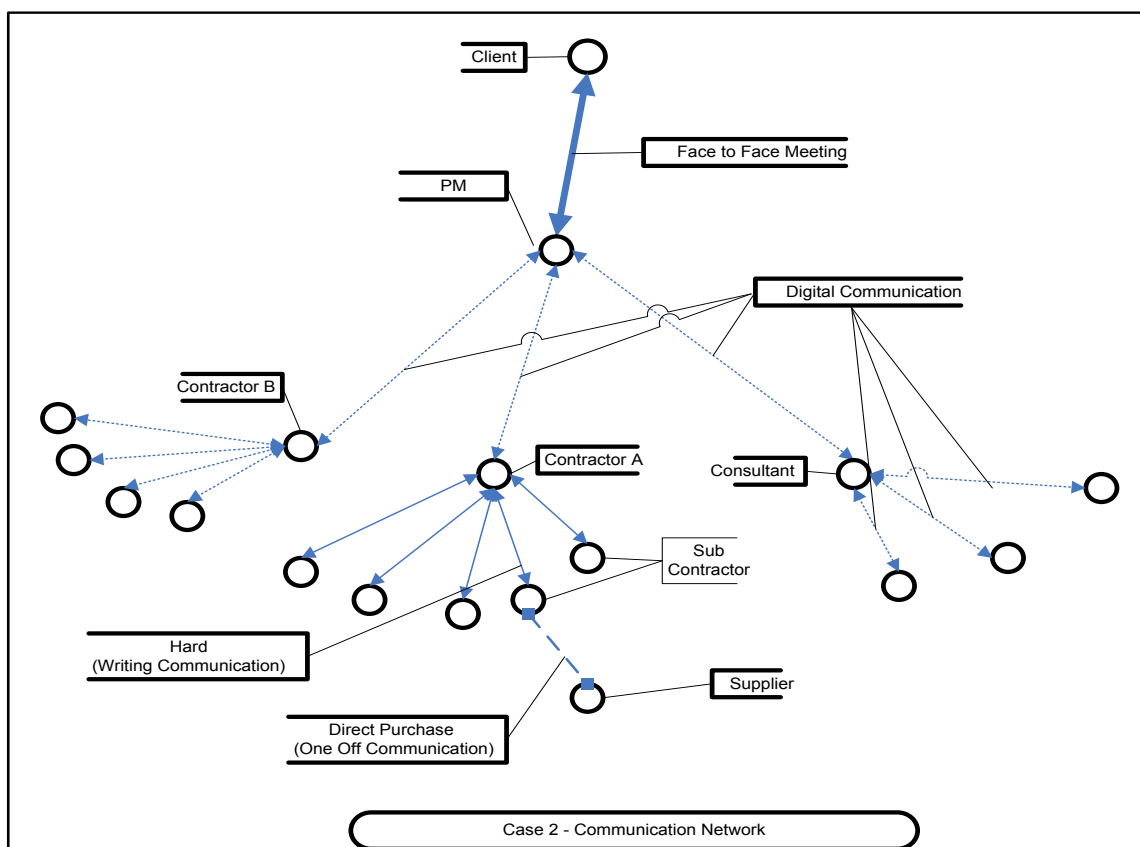 Client
Face to Face Meeting
PM
Digital Communication
Contractor B
Contractor A
Consultant
Sub
Contractor
Hard
(Writing Communication)
Supplier
Direct Purchase
(One Off Communication)
Case 2 - Communication Network